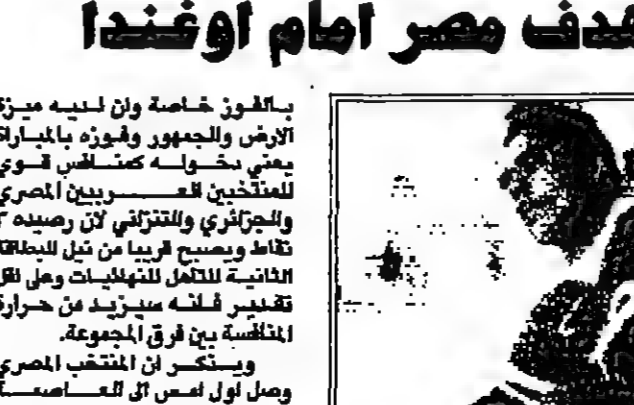 هدف مصر امام اوغندا
بالفوز خاصة وان لديه ميزة
الارض والجمهور وفوزه بالمباراة
يعني دخوله كمنافس قوي
للمنتخبين العربيين المصري
والجزائري والتنزاني لان رصيده
نقاط ويصبح قريبا من نيل البطاقة
الثانية للتاهل للنهائيات وعلى اقل
تقدير فانه سيزيد من حرارة
المنافسة بين فرق المجموعة.
ويذكر ان المنتخب المصري
وصل اول امس الى العاصمة